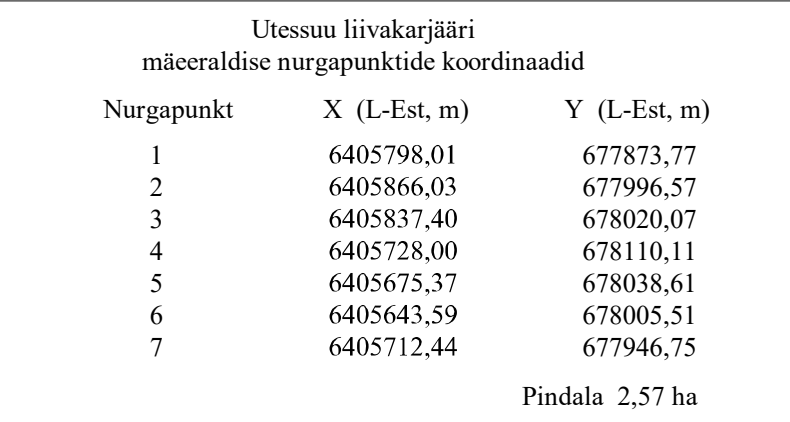 Utessuu liivakarjääri
mäeeraldise nurgapunktide koordinaadid
Nurgapunkt X (L-Est, m) Y (L-Est, m)
1 6405798,01 677873,77
2 6405866,03 677996,57
3 6405837,40 678020,07
4 6405728,00 678110,11
5 6405675,37 678038,61
6 6405643,59 678005,51
7 6405712,44 677946,75
Pindala 2,57 ha